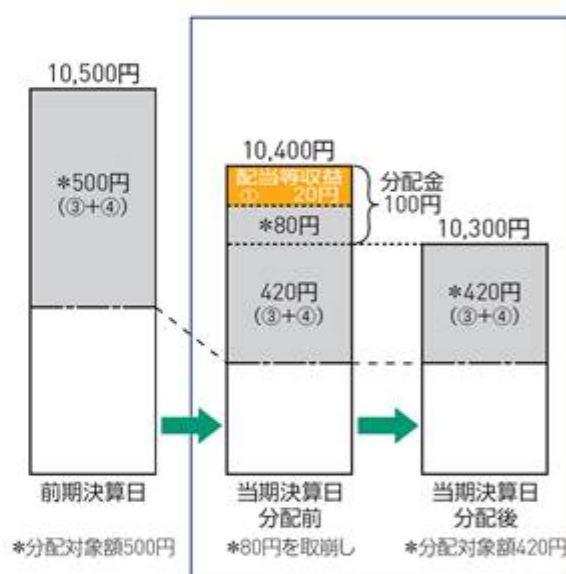 10,500円
*500円
(③+④)
前期決算日
*分配対象額500円
10,400円
配当等収益
① 20円
*80円
420円
(③+④)
分配金
100円
当期決算日
分配前
*80円を取崩し
10,300円
*420円
(③+④)
当期決算日
分配後
*分配対象額420円